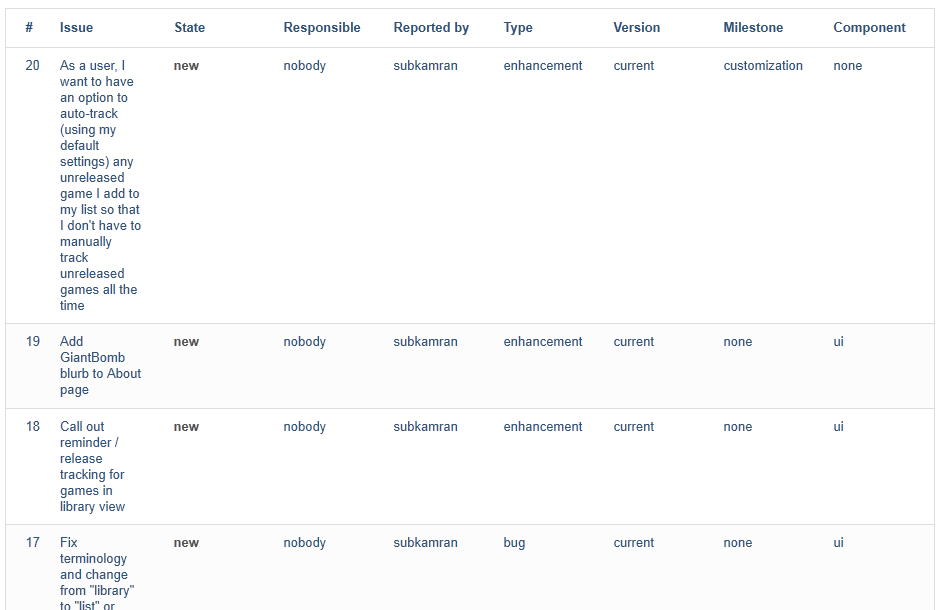 # Issue State Responsible Reported by Type Version Milestone Component
20 As a user, I new nobody subkamran enhancement current customization none
want to have
an option to
auto-track
(using my
default
settings) any
unreleased
game I add to
my list so that
I don't have to
manually
track
unreleased
games all the
time
19 Add new nobody subkamran enhancement current none ui
GiantBomb
blurb to About
page
18 Call out new nobody subkamran enhancement current none ui
reminder /
release
tracking for
games in
library view
17 Fix new nobody subkamran bug current none ui
terminology
and change
from "library"
to "list" or